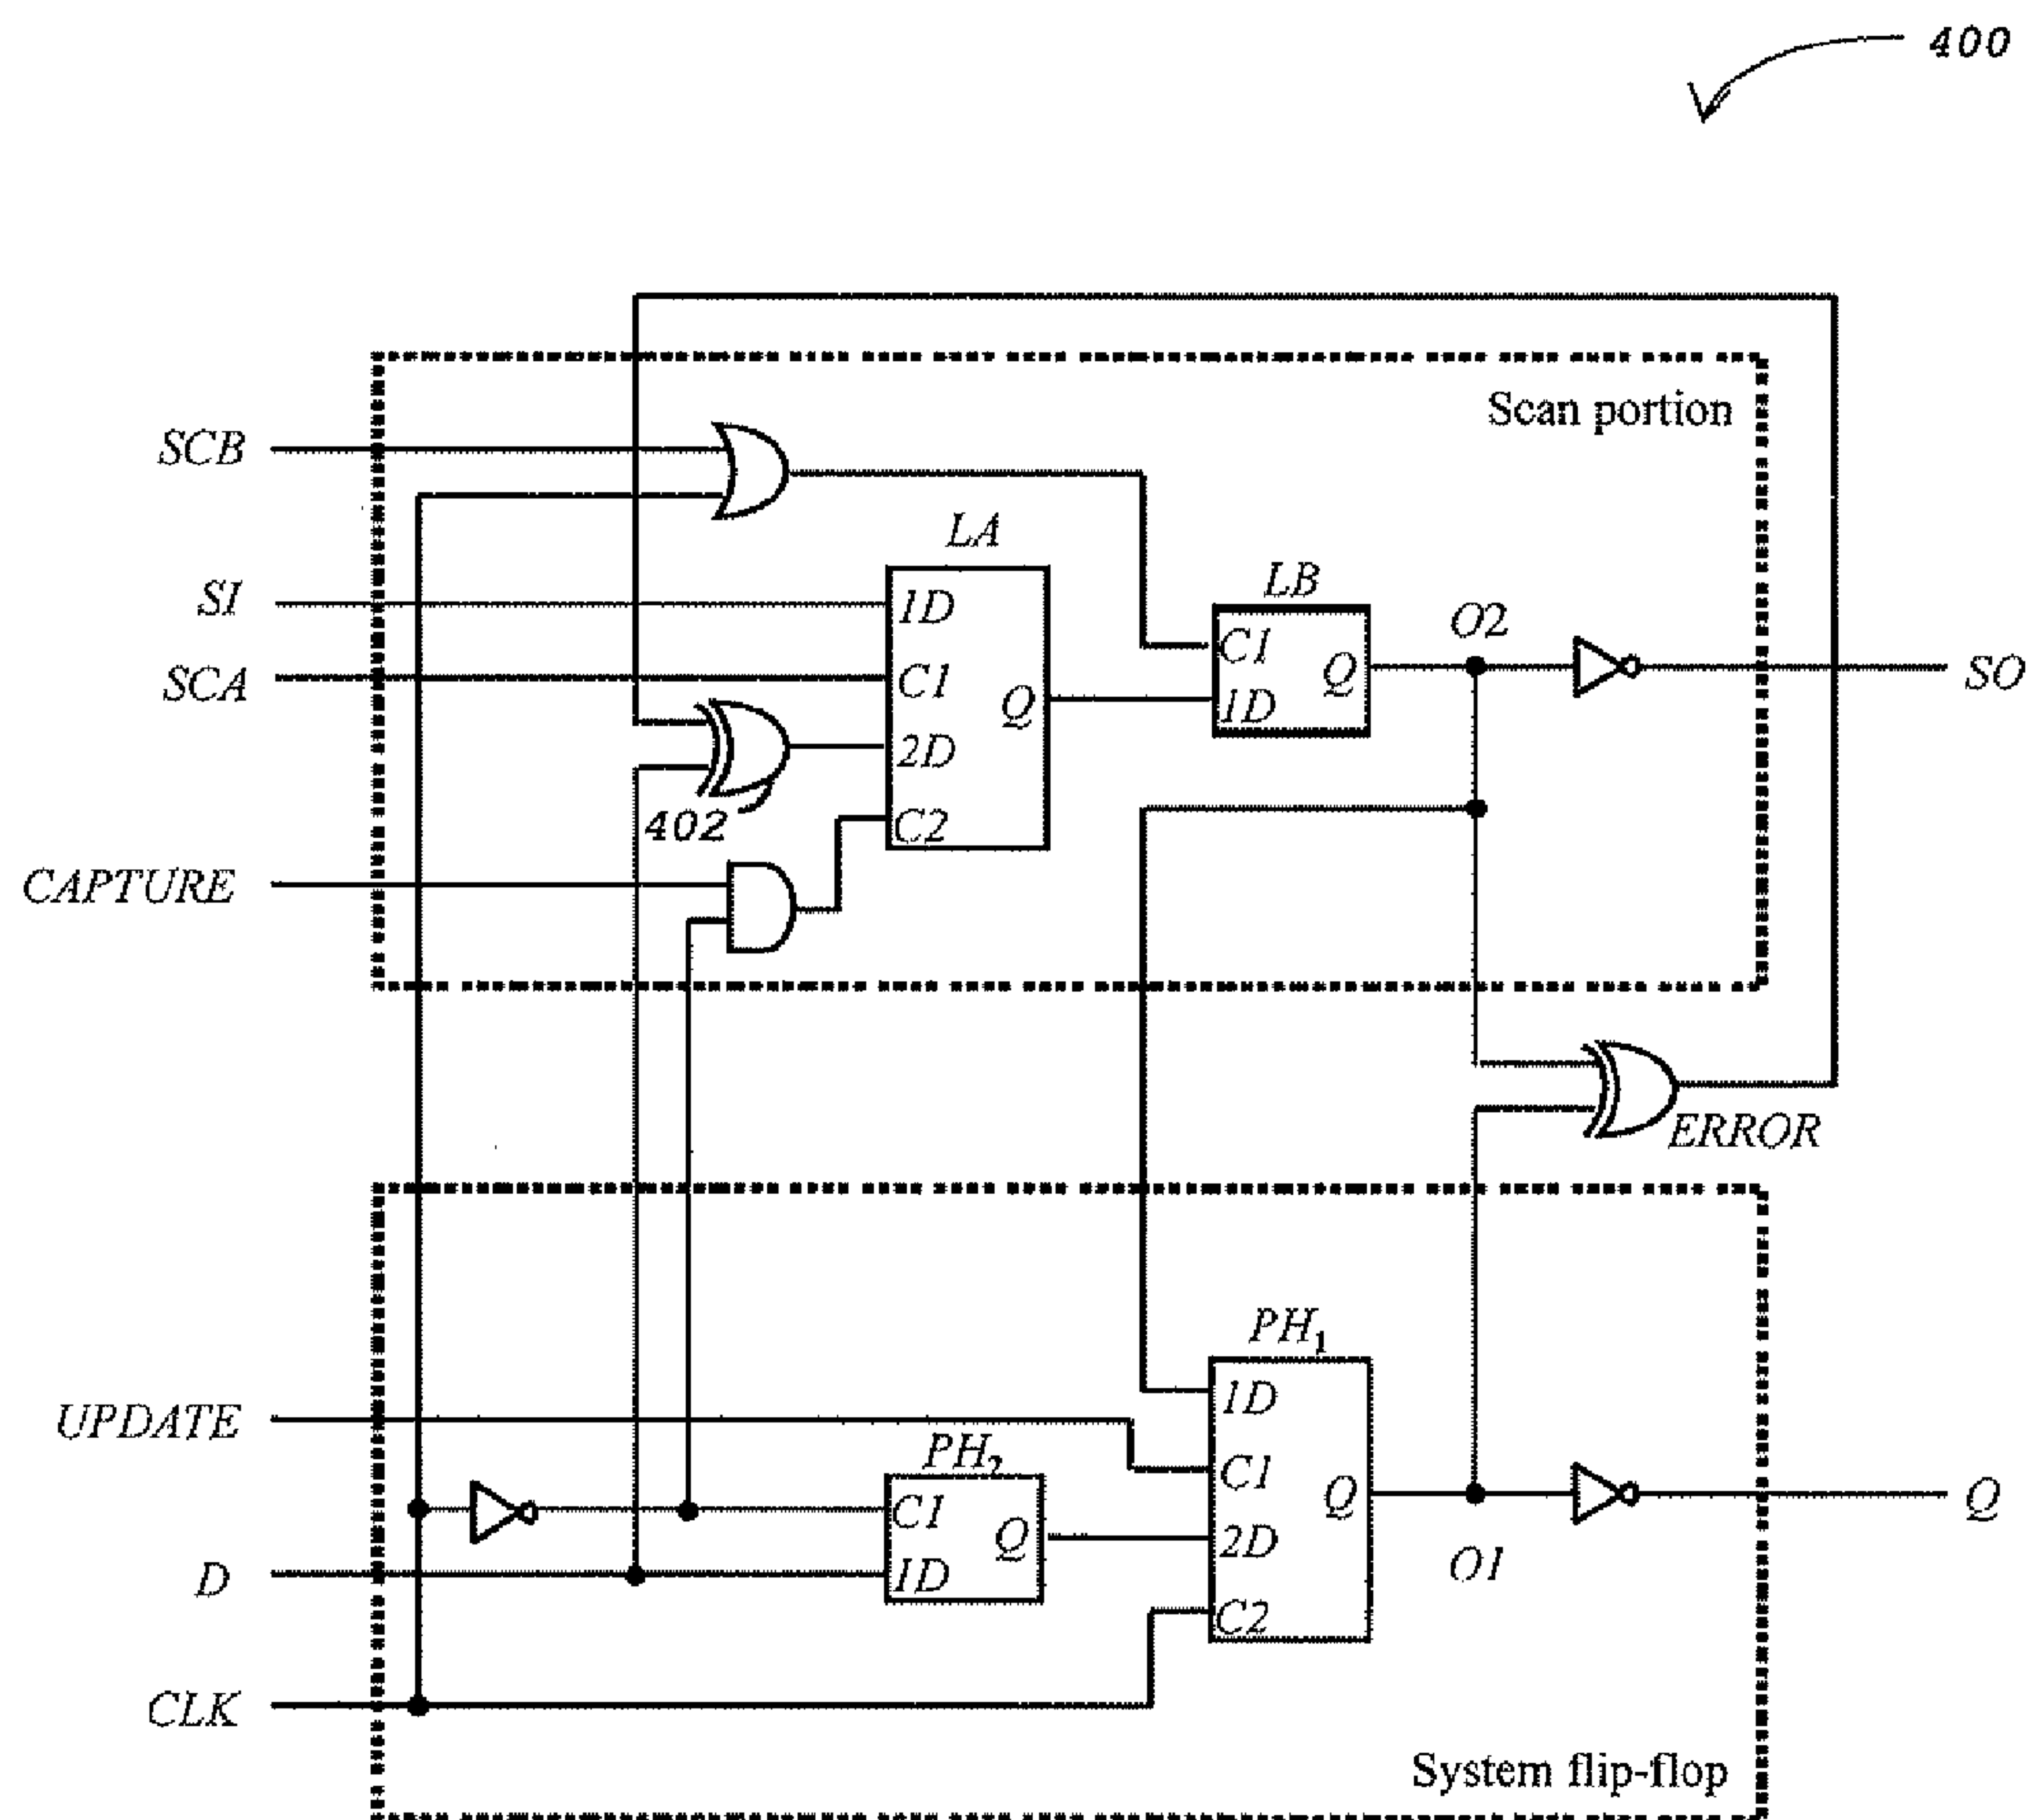 400
Scan portion
SCB
LA
SI
1D
LB
SCA
C1
C1
O2
Q
Q
SO
2D
1D
402
C2
CAPTURE
ERROR
PH1
UPDATE
1D
PH2
C1
C1
Q
Q
Q
2D
D
1D
O1
C2
CLK
System flip-flop